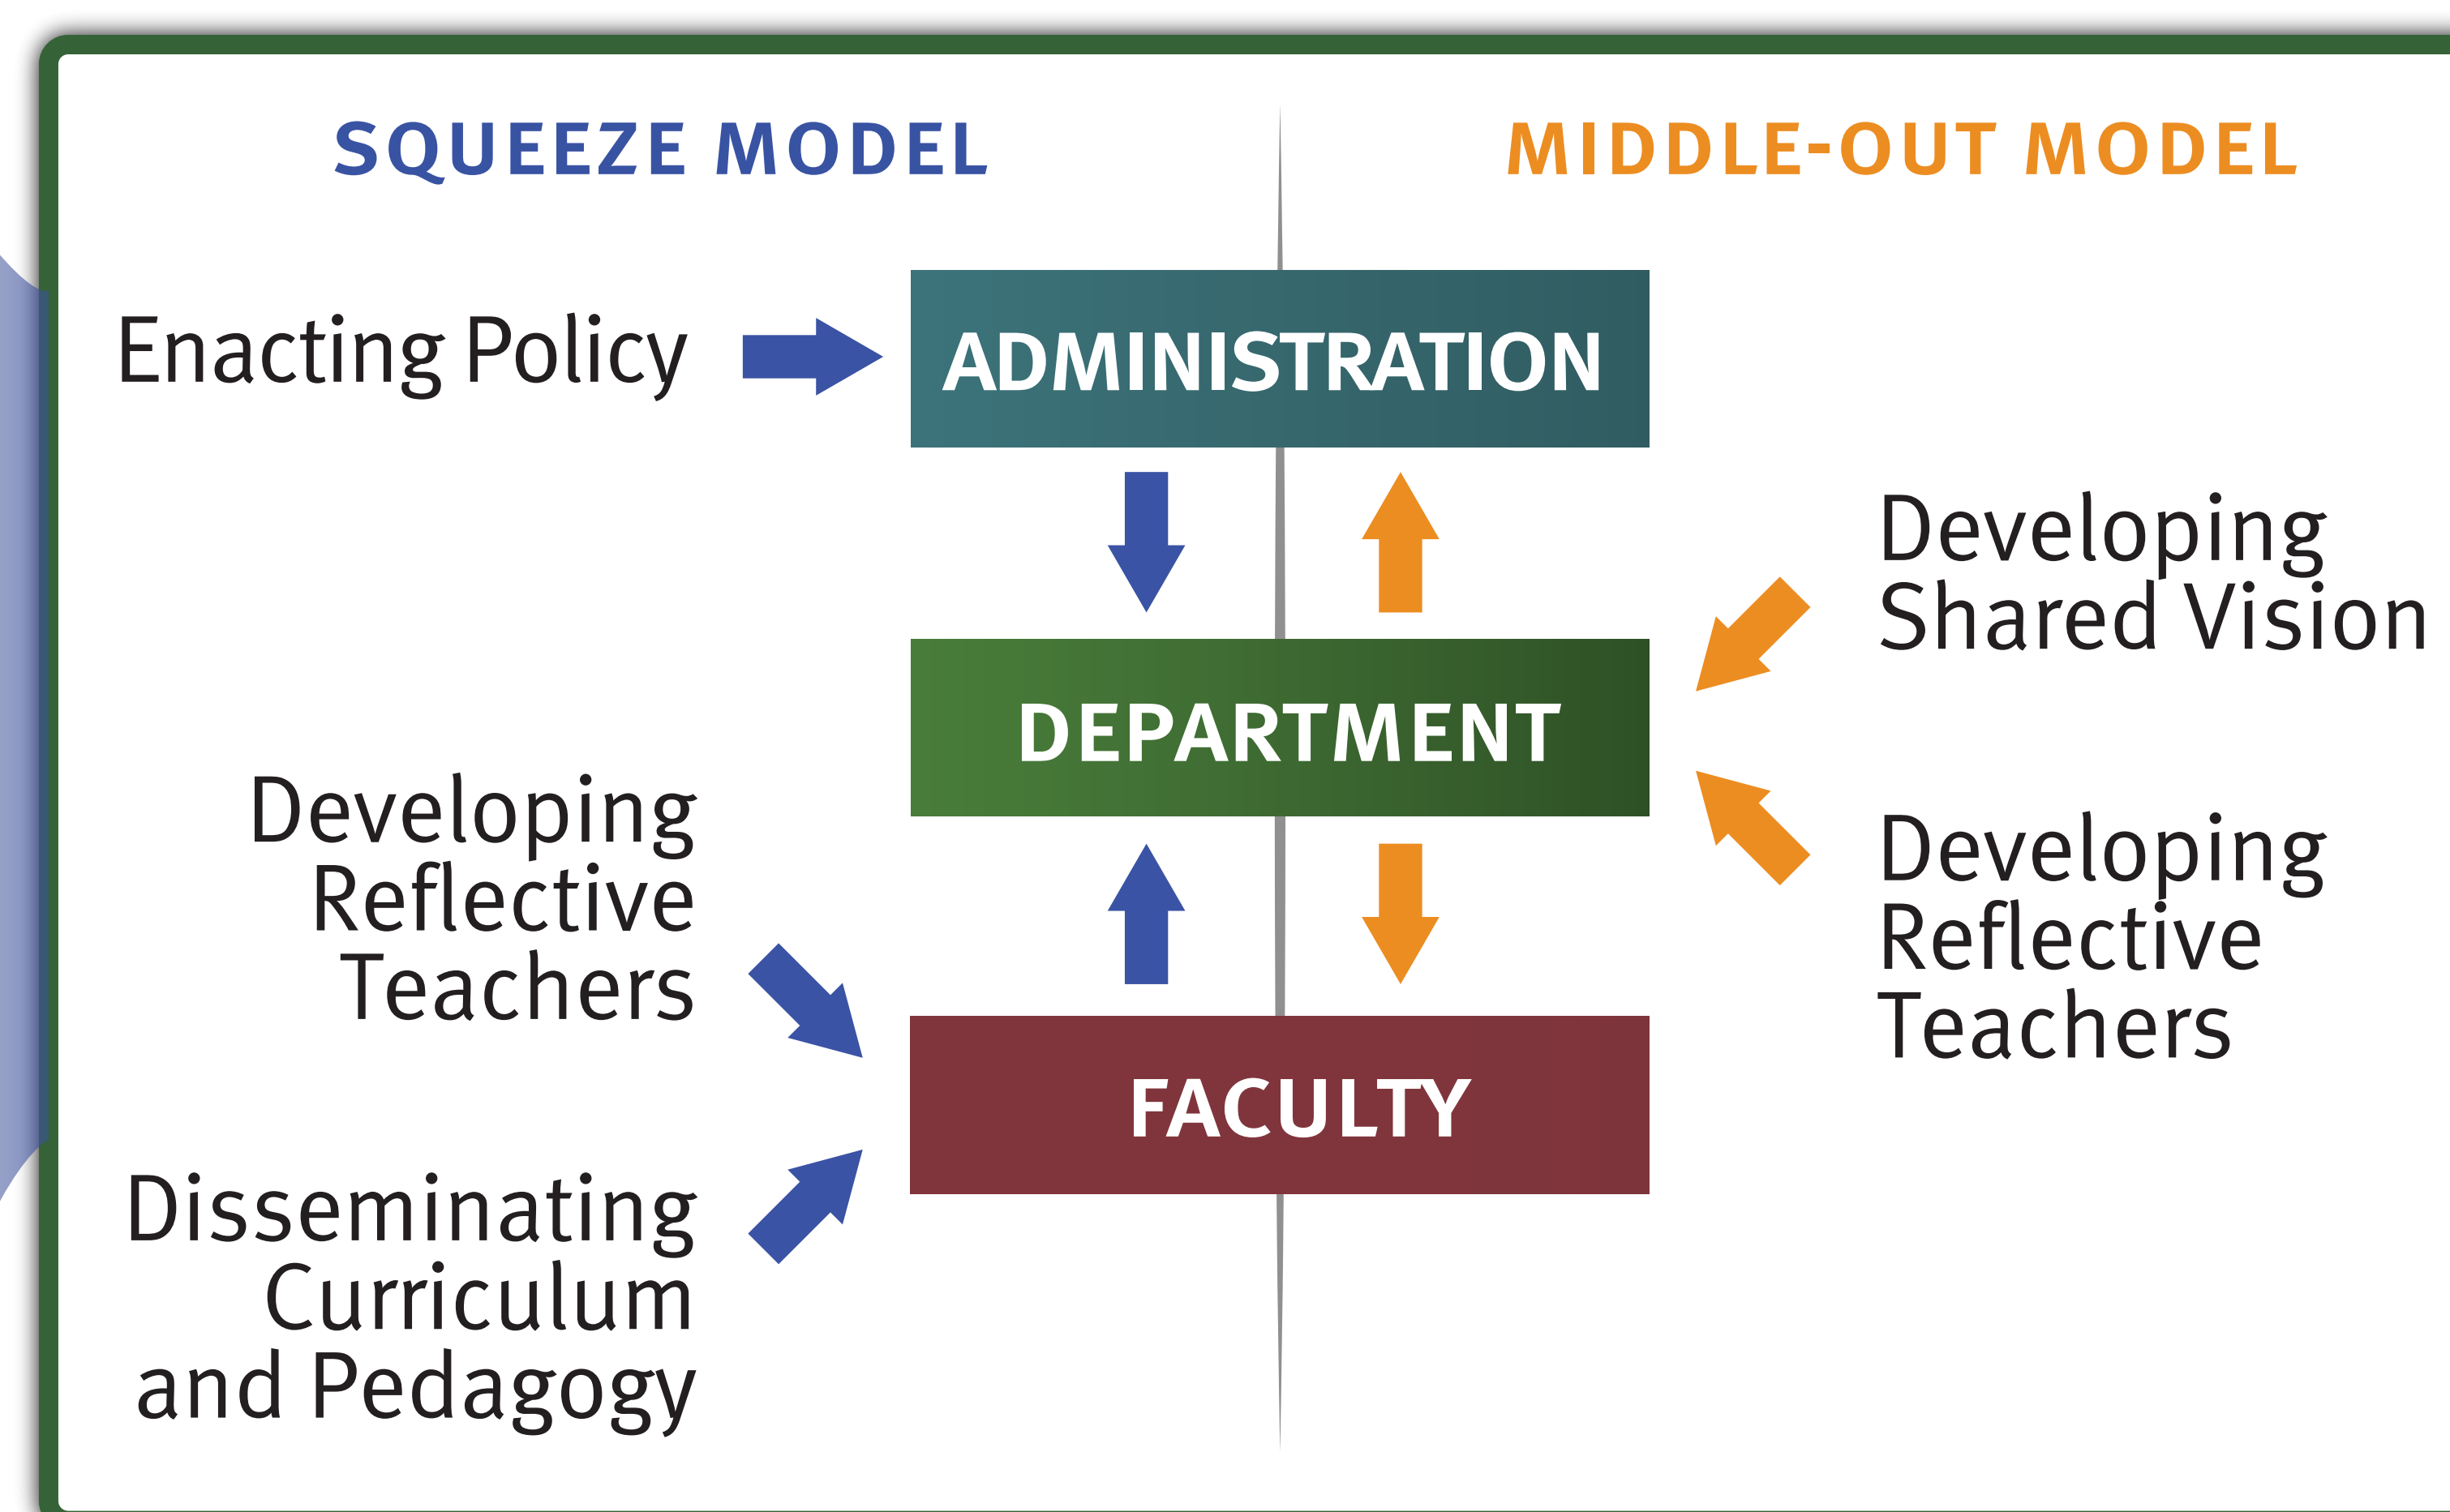 SQUEEZE MODEL
MIDDLE-OUT MODEL
Enacting Policy
ADMINISTRATION
Developing
Shared Vision
DEPARTMENT
Developing
Reflective
Teachers
Developing
Reflective
Teachers
FACULTY
Disseminating
Curriculum
and Pedagogy